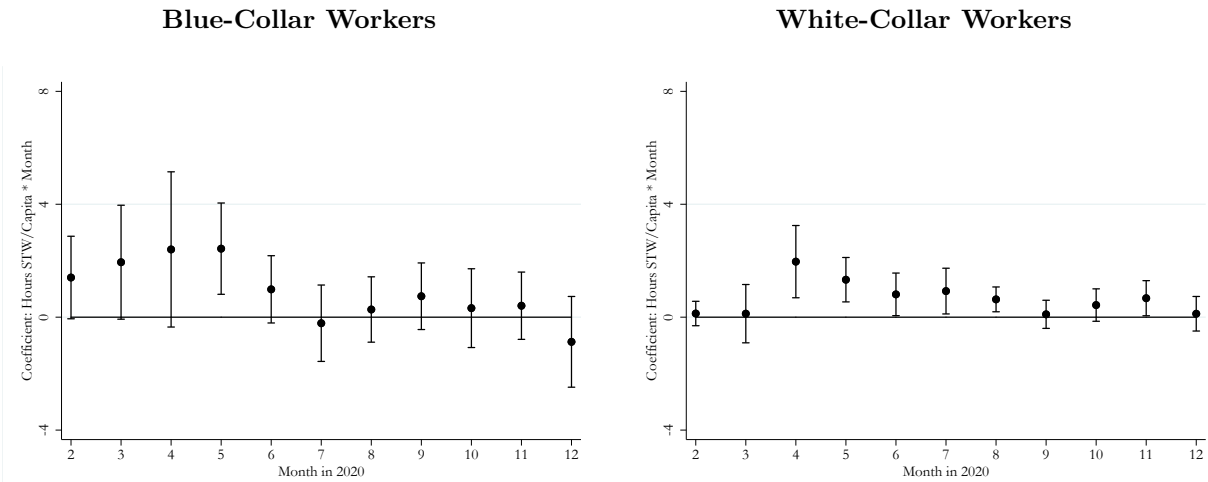 Blue-Collar Workers
Coefficient: Hours STW/Capita * Month
8
4
0
-4
2 3 4 5 6 7 8 9 10 11 12
Month in 2020
White-Collar Workers
Coefficient: Hours STW/Capita * Month
8
4
0
-4
2 3 4 5 6 7 8 9 10 11 12
Month in 2020